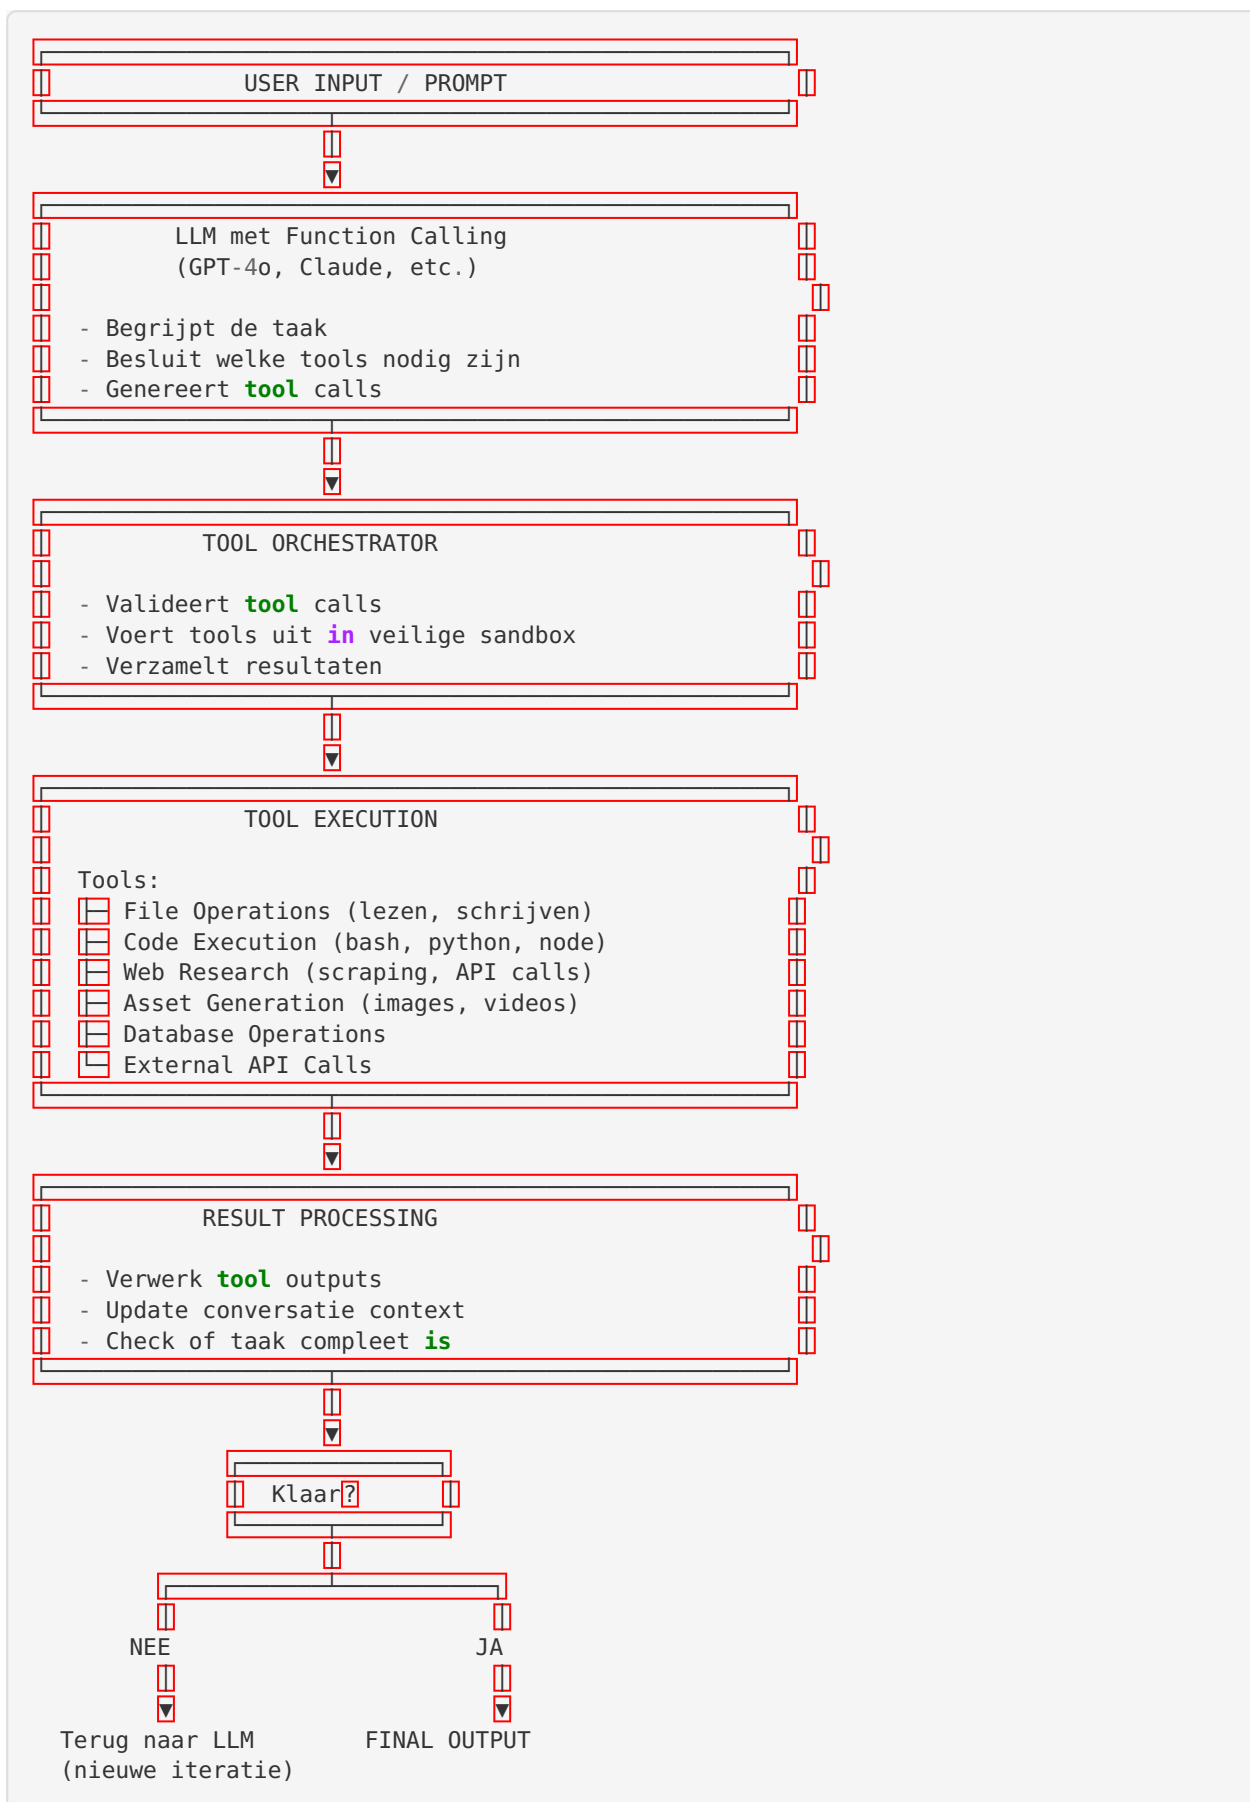 USER INPUT / PROMPT
▼
LLM met Function Calling
(GPT-4o, Claude, etc.)
- Begrijpt de taak
- Besluit welke tools nodig zijn
- Genereert tool calls
▼
TOOL ORCHESTRATOR
- Valideert tool calls
- Voert tools uit in veilige sandbox
- Verzamelt resultaten
▼
TOOL EXECUTION
Tools:
├─ File Operations (lezen, schrijven)
├─ Code Execution (bash, python, node)
├─ Web Research (scraping, API calls)
├─ Asset Generation (images, videos)
├─ Database Operations
└─ External API Calls
▼
RESULT PROCESSING
- Verwerk tool outputs
- Update conversatie context
- Check of taak compleet is
▼
Klaar?
NEE JA
▼ ▼
Terug naar LLM FINAL OUTPUT
(nieuwe iteratie)